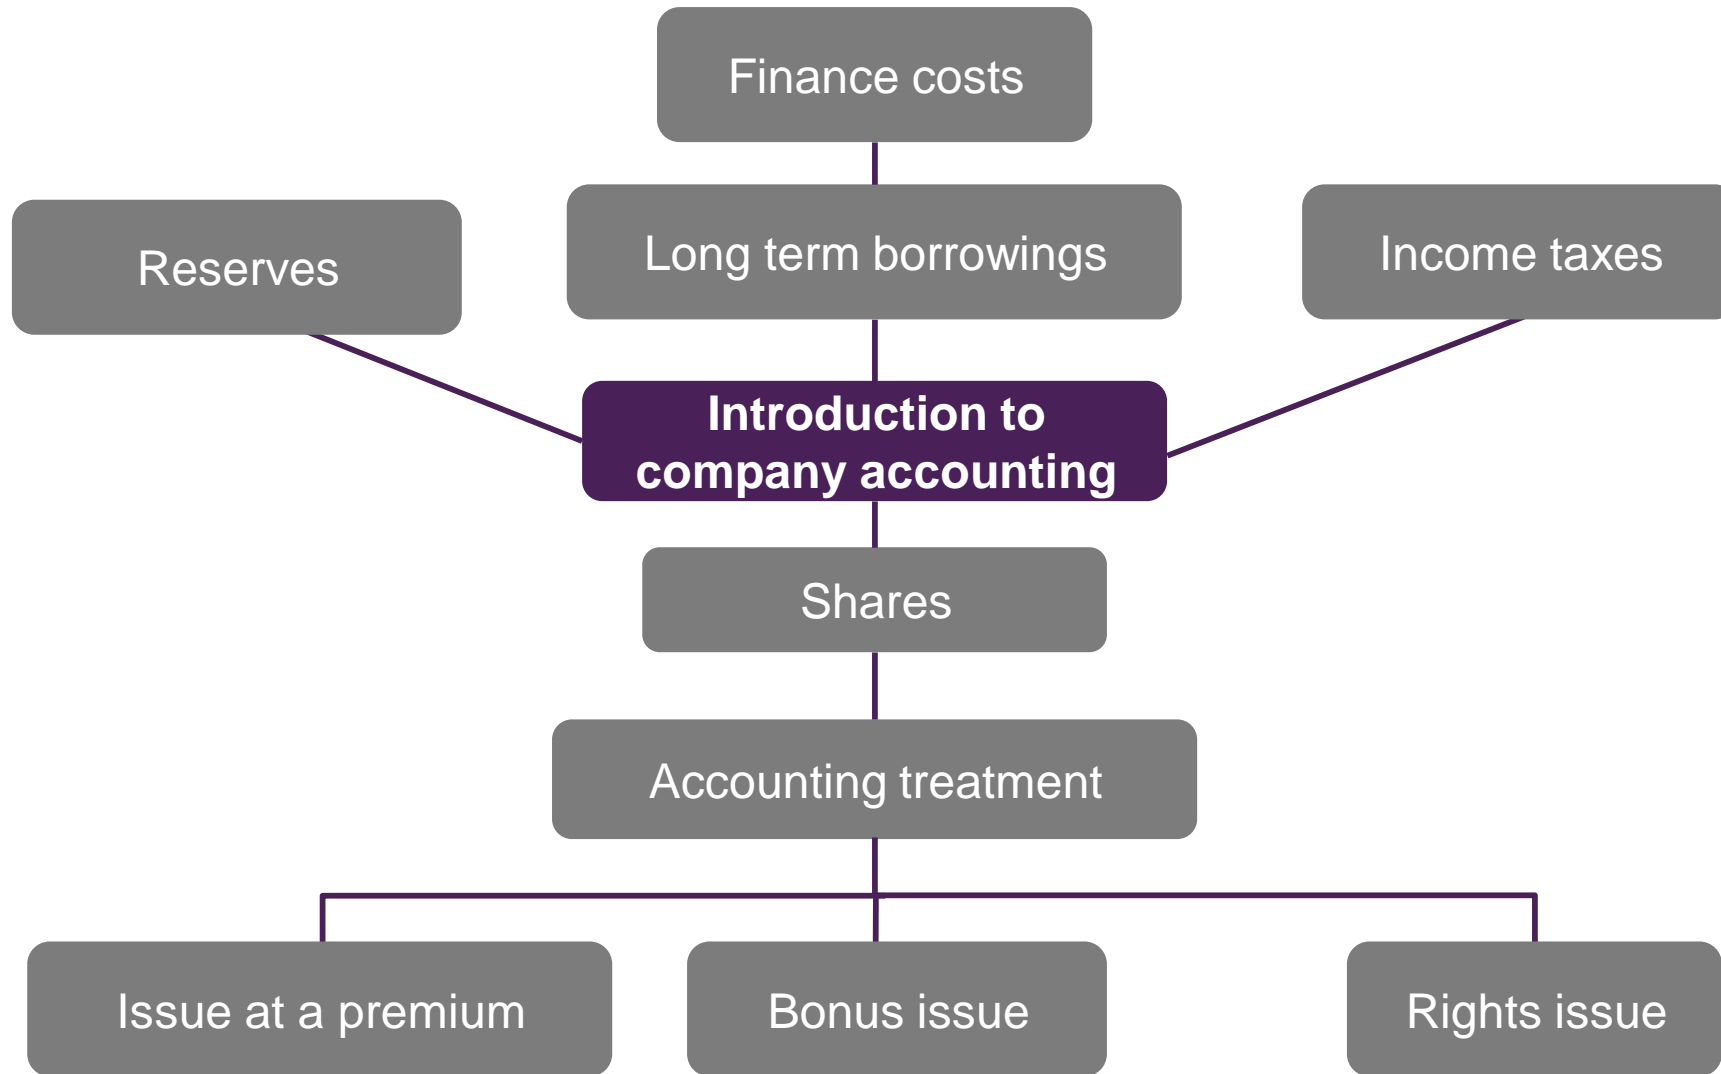 Finance costs
Reserves
Long term borrowings
Income taxes
Introduction to
company accounting
Shares
Accounting treatment
Issue at a premium
Bonus issue
Rights issue